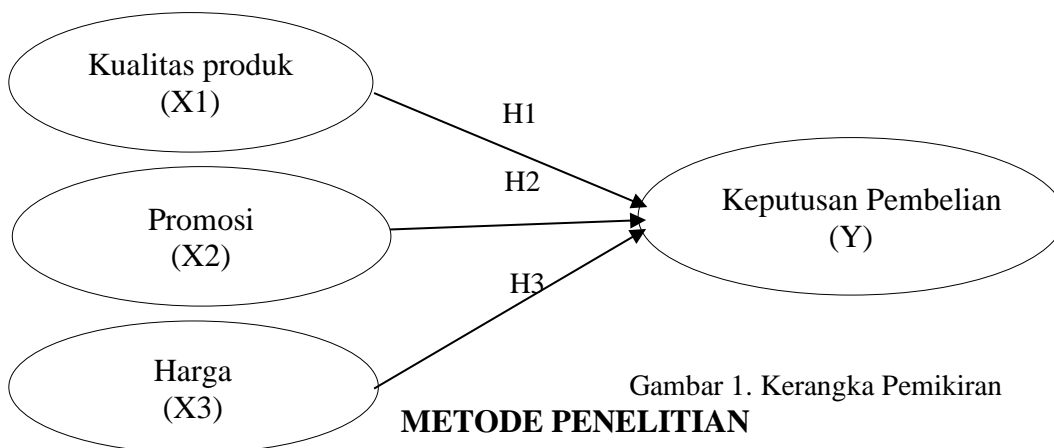 Kualitas produk
(X1)
H1
H2
Promosi
(X2)
Keputusan Pembelian
(Y)
H3
Harga
(X3)
Gambar 1. Kerangka Pemikiran
METODE PENELITIAN